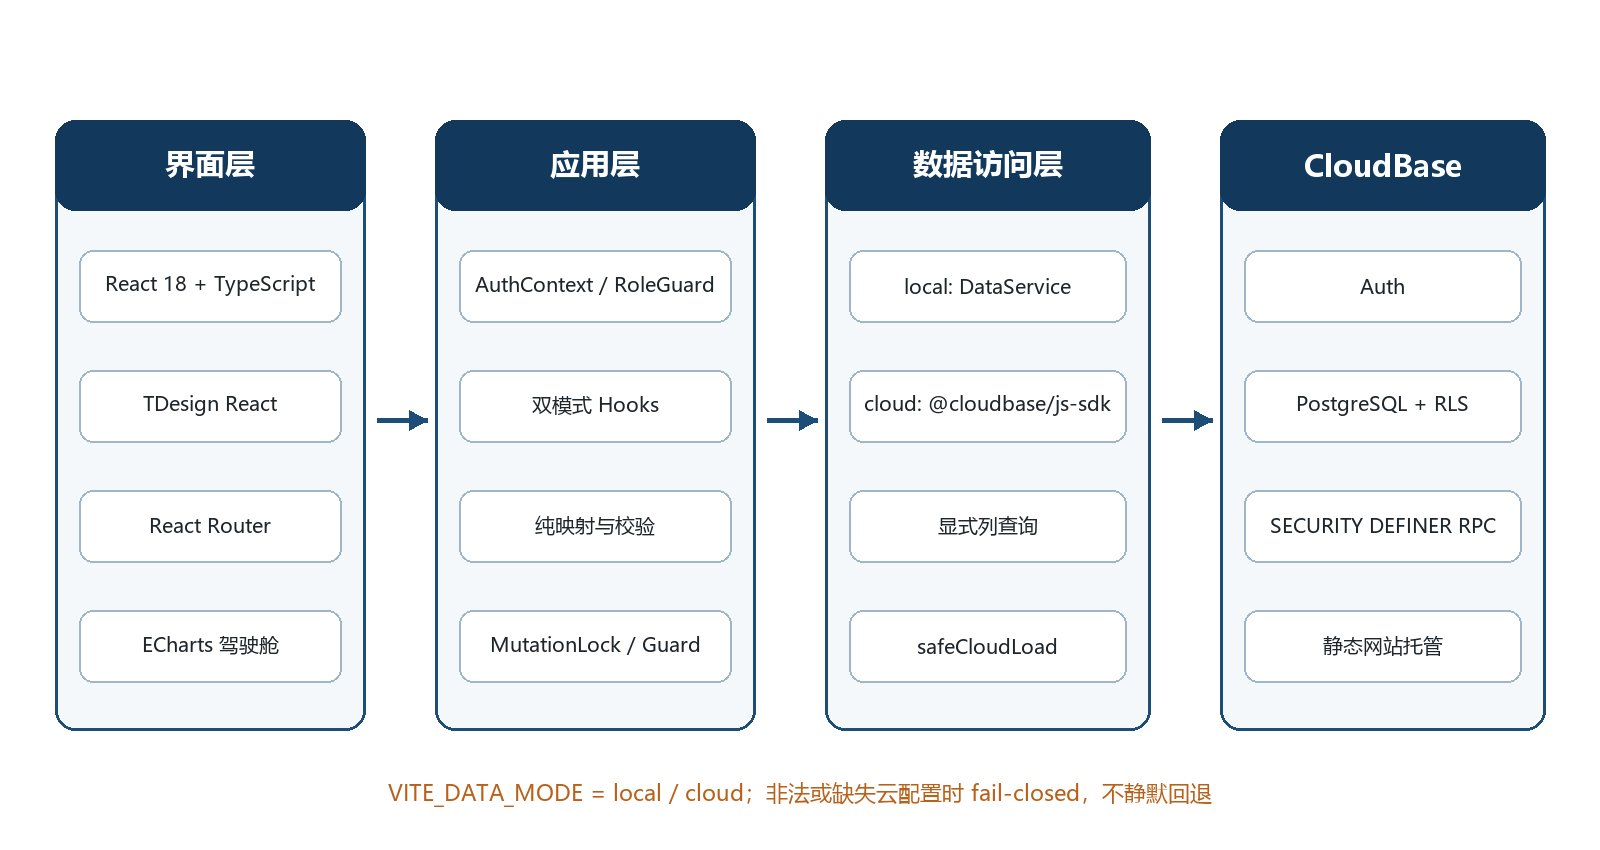 界面层
React 18 + TypeScript
TDesign React
React Router
ECharts 驾驶舱
应用层
AuthContext / RoleGuard
双模式 Hooks
纯映射与校验
MutationLock / Guard
数据访问层
local: DataService
cloud: @cloudbase/js-sdk
显式列查询
safeCloudLoad
CloudBase
Auth
PostgreSQL + RLS
SECURITY DEFINER RPC
静态网站托管
VITE_DATA_MODE = local / cloud；非法或缺失云配置时 fail-closed，不静默回退